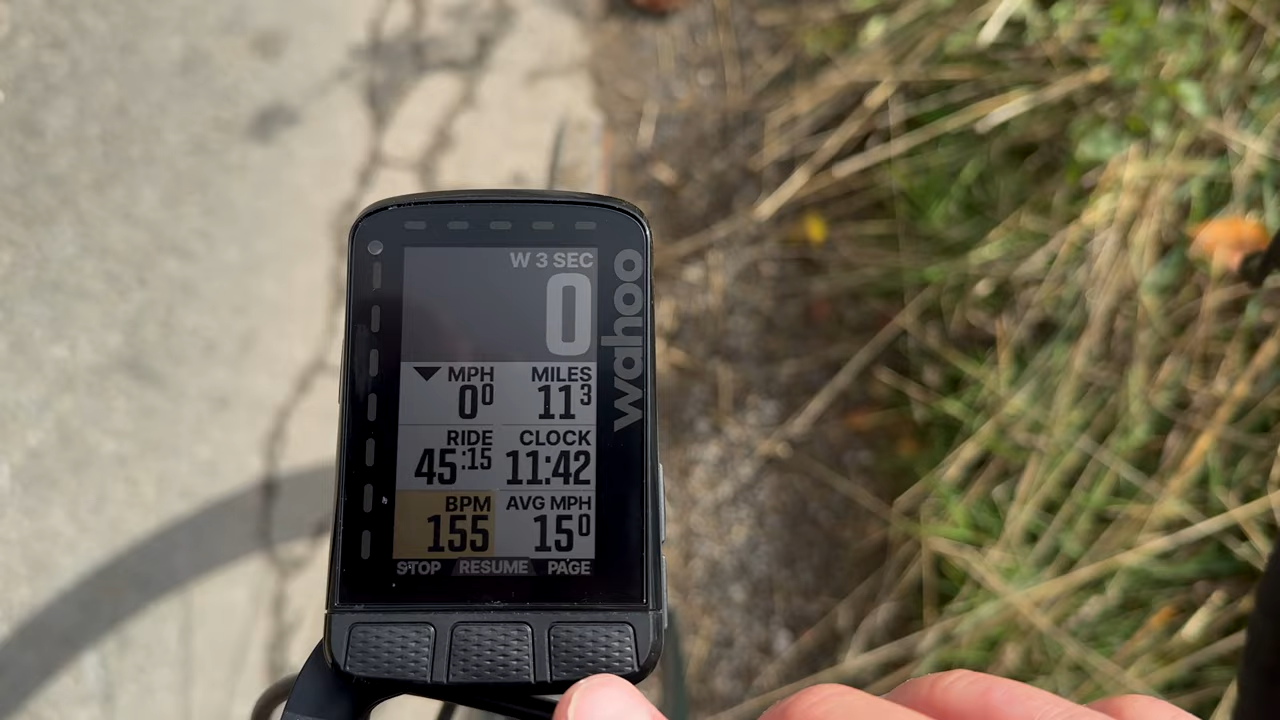 W 3 SEC
0
MPH MILES
00 113
RIDE CLOCK
45:15 11:42
BPM AVG MPH
155 150
STOP RESUME PAGE
wahoo